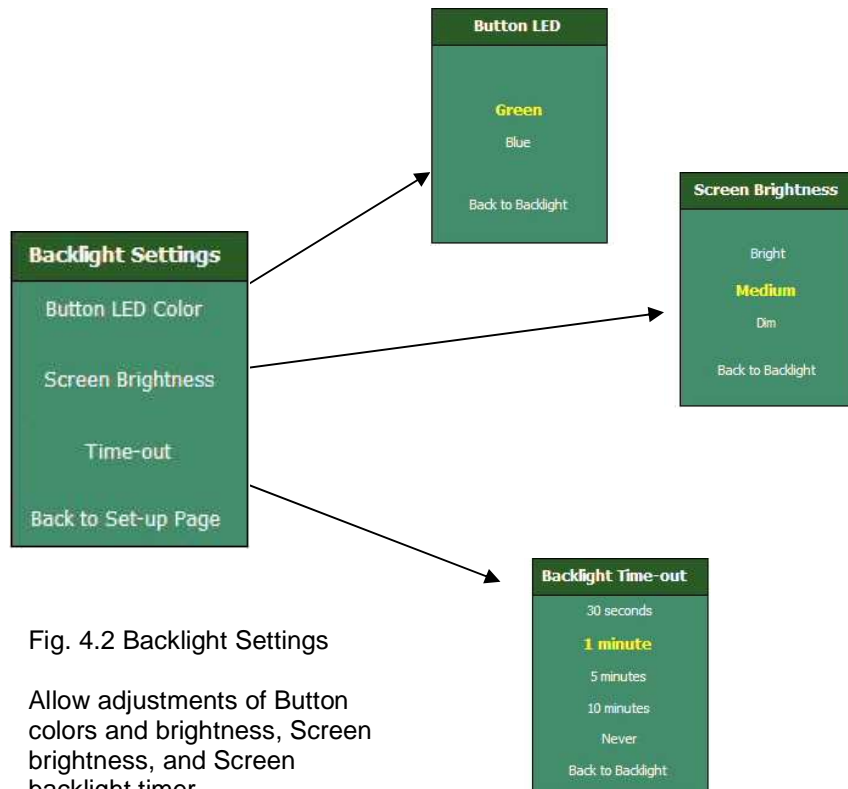 Button LED
Green
Blue
Back to Backlight
Screen Brightness
Bright
Medium
Dim
Back to Backlight
Backlight Settings
Button LED Color
Screen Brightness
Time-out
Back to Set-up Page
Backlight Time-out
30 seconds
1 minute
5 minutes
10 minutes
Never
Back to Backlight
Fig. 4.2 Backlight Settings
Allow adjustments of Button
colors and brightness, Screen
brightness, and Screen
backlight timer